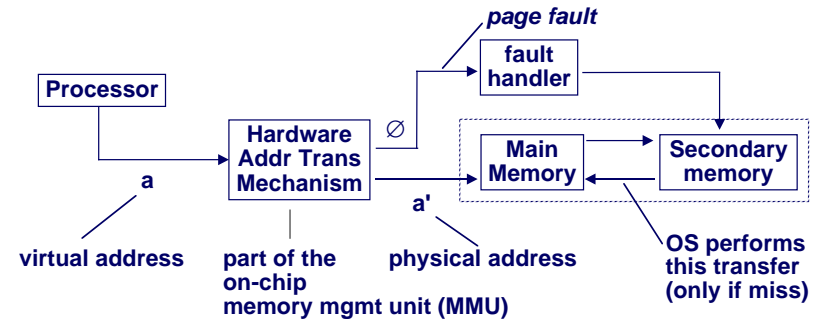 page fault
fault
handler
Processor
Hardware
Addr Trans
Mechanism
∅
Main
Memory
Secondary
memory
a
a'
virtual address
part of the
on-chip
memory mgmt unit (MMU)
physical address
OS performs
this transfer
(only if miss)